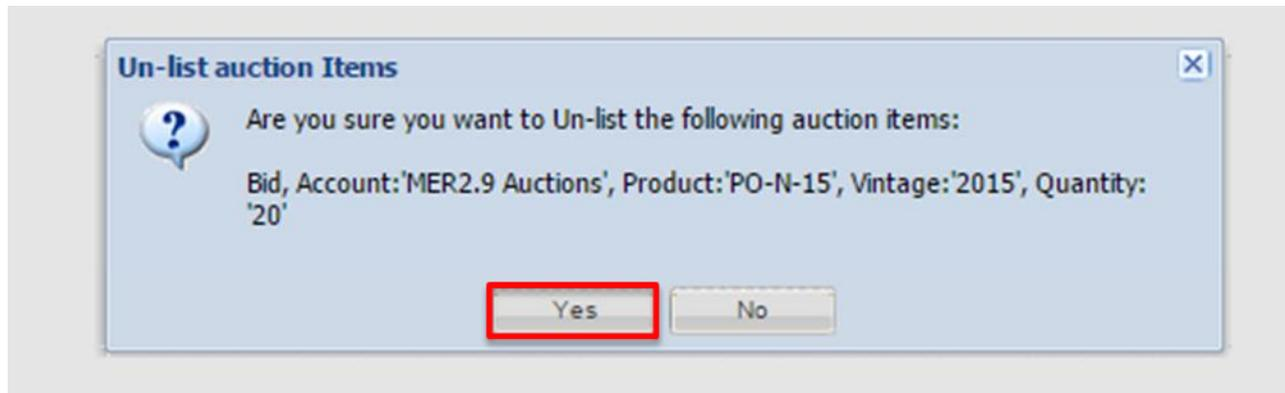 Un-list auction Items
Are you sure you want to Un-list the following auction items:
Bid, Account:'MER2.9 Auctions', Product:'PO-N-15', Vintage:'2015', Quantity:
'20'
Yes No